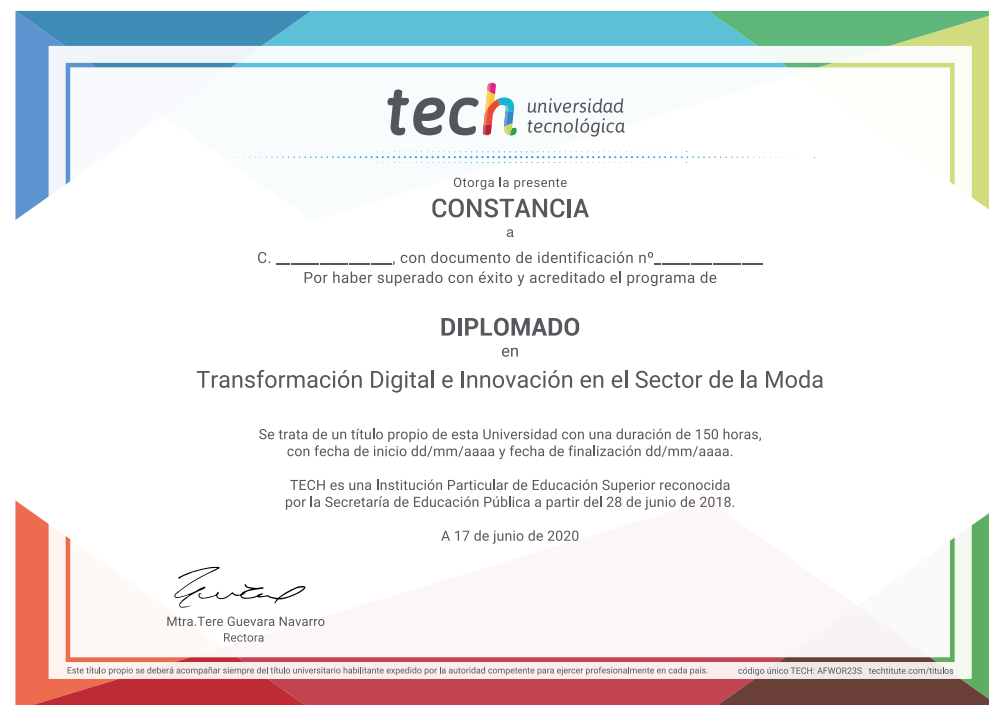 tech universidad
tecnológica
Otorga la presente
CONSTANCIA
a
C. ______________, con documento de identificación nº_____________
Por haber superado con éxito y acreditado el programa de
DIPLOMADO
en
Transformación Digital e Innovación en el Sector de la Moda
Se trata de un título propio de esta Universidad con una duración de 150 horas,
con fecha de inicio dd/mm/aaaa y fecha de finalización dd/mm/aaaa.
TECH es una Institución Particular de Educación Superior reconocida
por la Secretaría de Educación Pública a partir del 28 de junio de 2018.
A 17 de junio de 2020
Mtra.Tere Guevara Navarro
Rectora
Este título propio se deberá acompañar siempre del título universitario habilitante expedido por la autoridad competente para ejercer profesionalmente en cada país. código único TECH: AFWOR23S techtitute.com/titulos